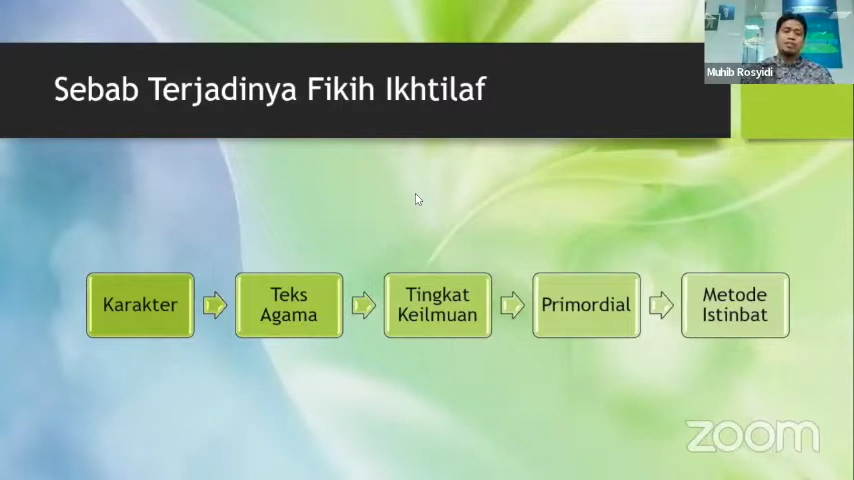 Sebab Terjadinya Fikih Ikhtilaf
Muhib Rosyidi
Karakter
Teks
Agama
Tingkat
Keilmuan
Primordial
Metode
Istinbat
zoom